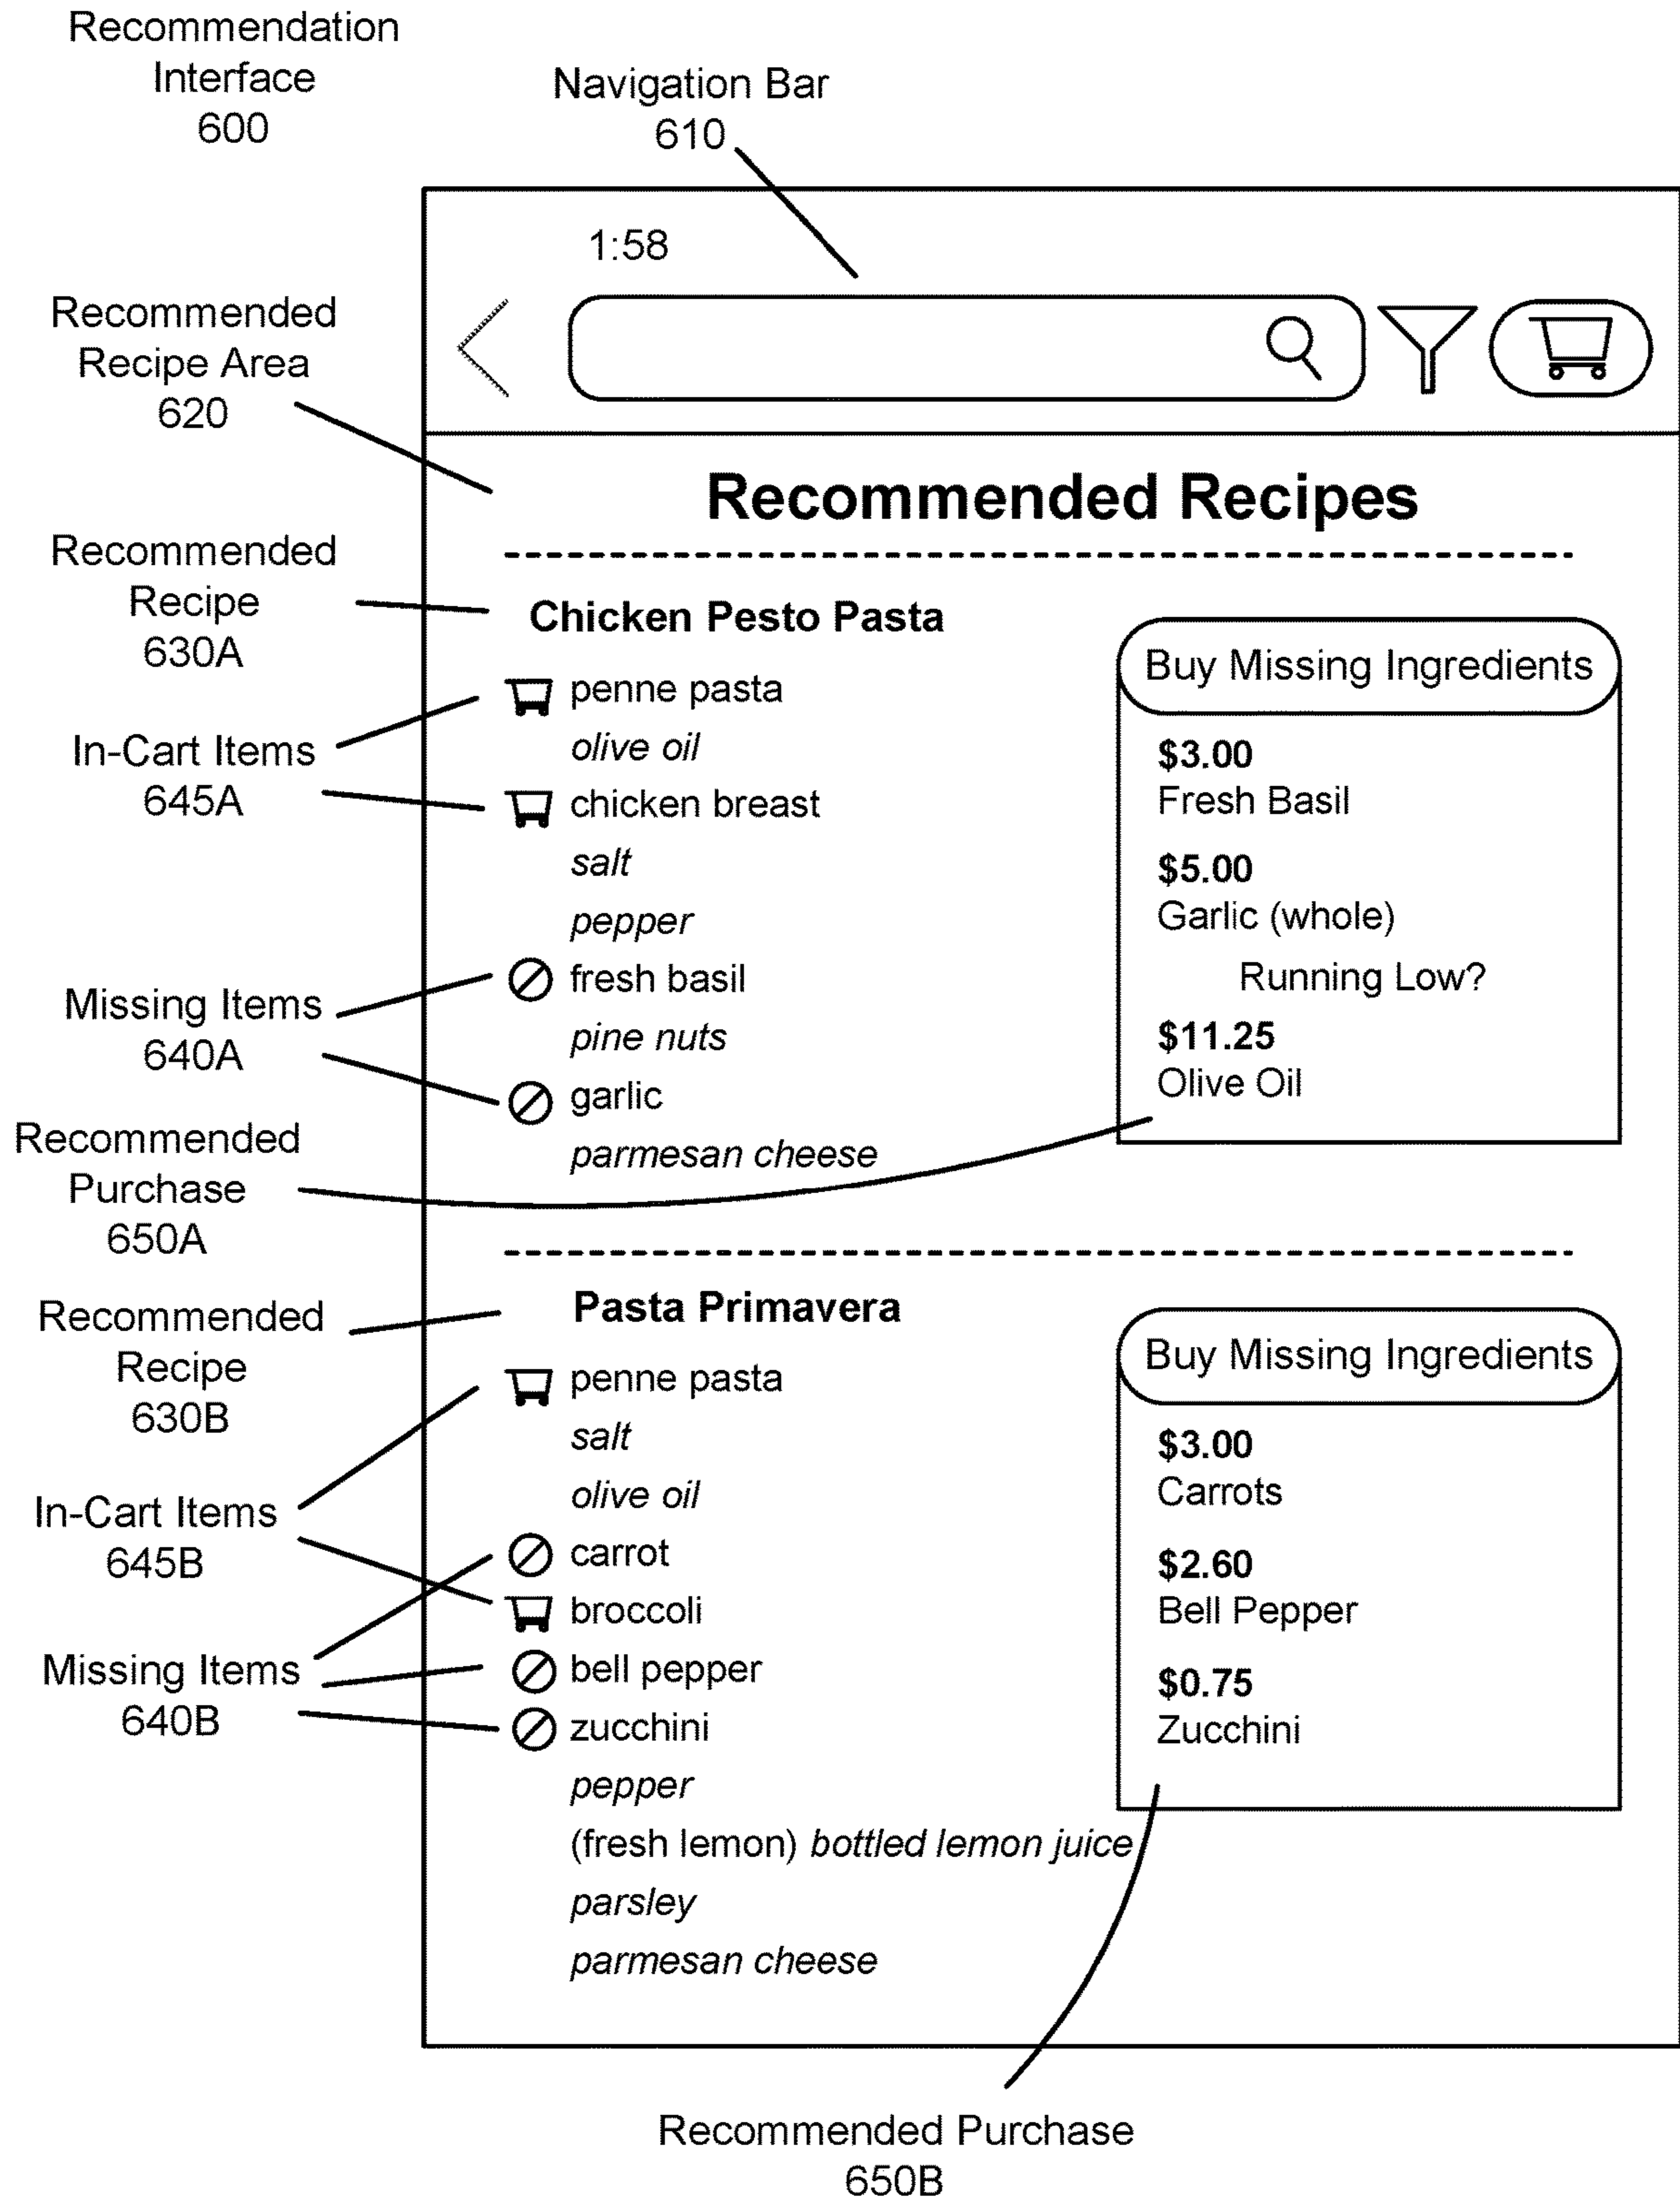 Recommendation
Interface
600
Navigation Bar
610
1:58
Recommended
Recipe Area
620
Recommended Recipes
Recommended
Recipe
630A
Chicken Pesto Pasta
In-Cart Items
645A
penne pasta
olive oil
chicken breast
salt
pepper
fresh basil
pine nuts
garlic
parmesan cheese
Missing Items
640A
Buy Missing Ingredients
$3.00
Fresh Basil
$5.00
Garlic (whole)
Running Low?
$11.25
Olive Oil
Recommended
Purchase
650A
Recommended
Recipe
630B
Pasta Primavera
In-Cart Items
645B
Missing Items
640B
penne pasta
salt
olive oil
carrot
broccoli
bell pepper
zucchini
pepper
(fresh lemon) bottled lemon juice
parsley
parmesan cheese
Buy Missing Ingredients
$3.00
Carrots
$2.60
Bell Pepper
$0.75
Zucchini
Recommended Purchase
650B